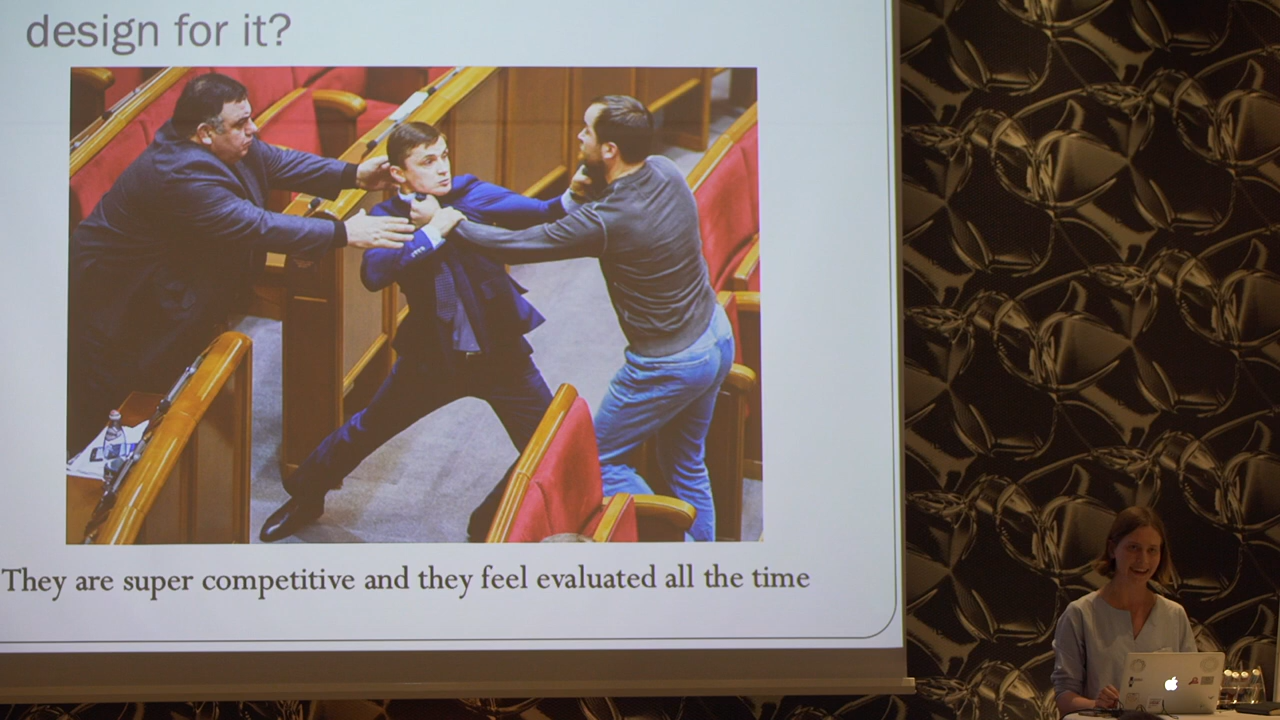 design for it?
They are super competitive and they feel evaluated all the time